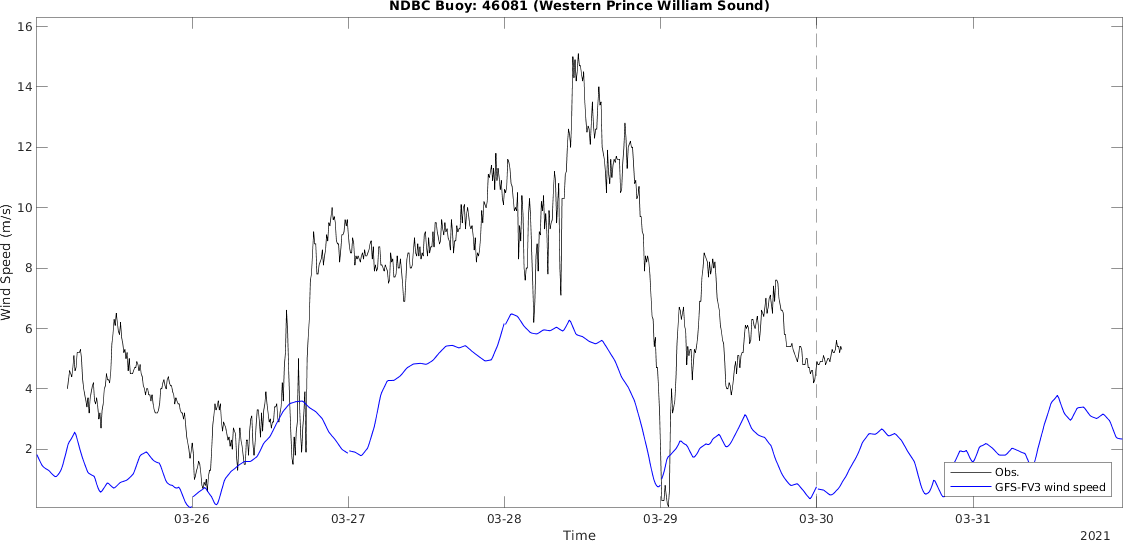 NDBC Buoy: 46081 (Western Prince William Sound)
16
14
12
10
8
6
4
2
Wind Speed (m/s)
Obs.
GFS-FV3 wind speed
03-26 03-27 03-28 03-29 03-30 03-31
Time
2021